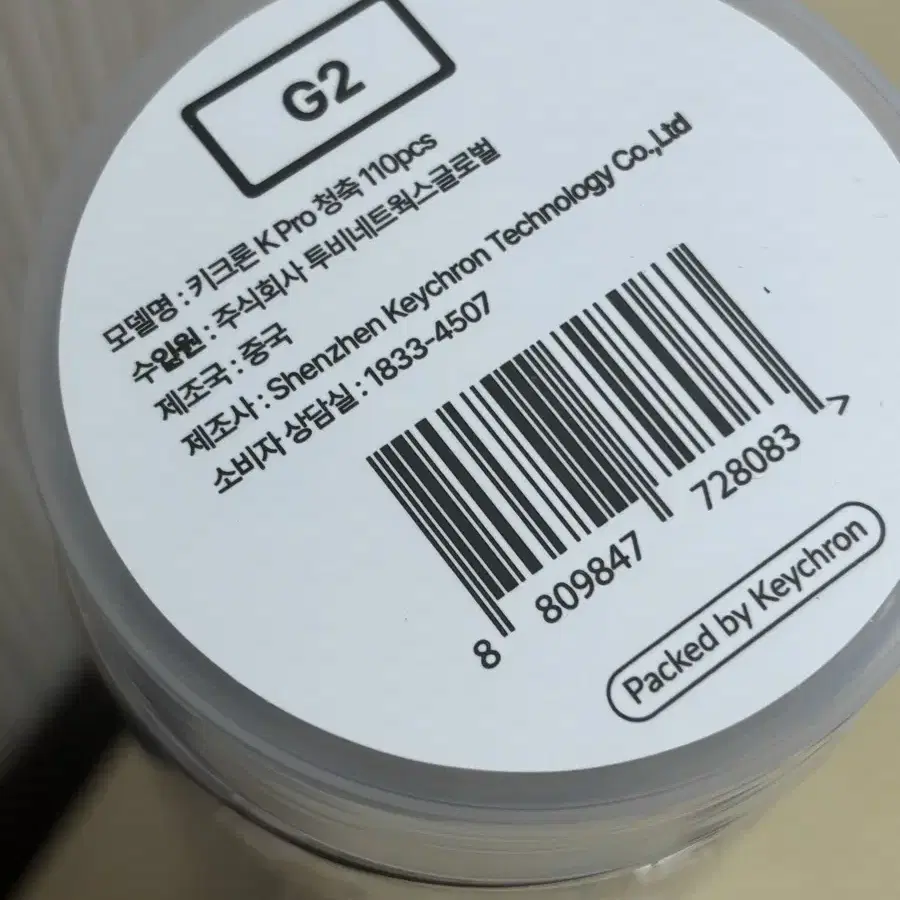 G2
모델명 : 키크론 K Pro 청축 110pcs
수입원 : 주식회사 투비네트웍스글로벌
제조국 : 중국
제조사 : Shenzhen Keychron Technology Co.,Ltd
소비자 상담실 : 1833-4507
8 809847 728083 >
Packed by Keychron